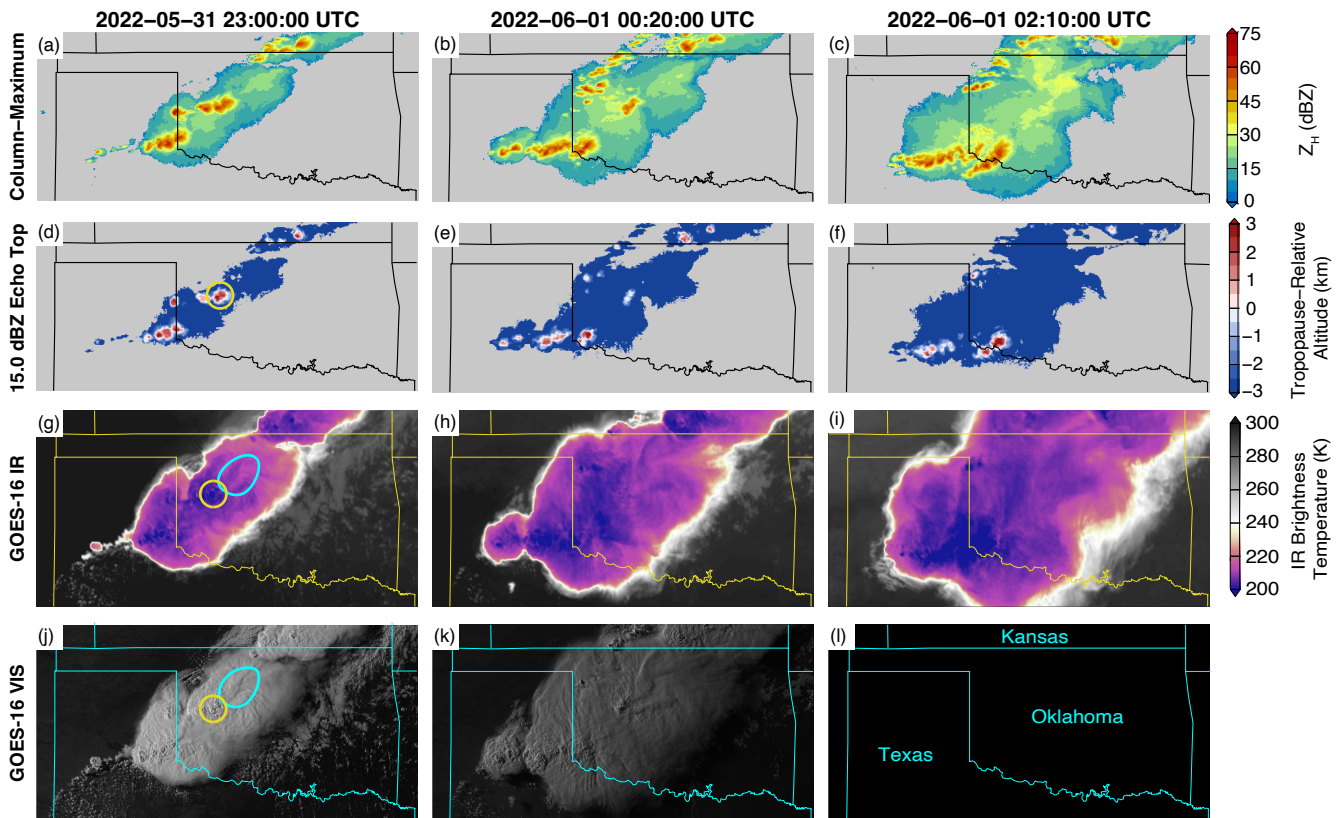 2022–05–31 23:00:00 UTC
2022–06–01 00:20:00 UTC
2022–06–01 02:10:00 UTC
Column–Maximum
(a)
(b)
(c)
75
60
45
30
15
0
Z_H (dBZ)
15.0 dBZ Echo Top
(d)
(e)
(f)
3
2
1
0
−1
−2
−3
Tropopause–Relative
Altitude (km)
GOES-16 IR
(g)
(h)
(i)
300
280
260
240
220
200
IR Brightness
Temperature (K)
GOES-16 VIS
(j)
(k)
(l)
Kansas
Oklahoma
Texas